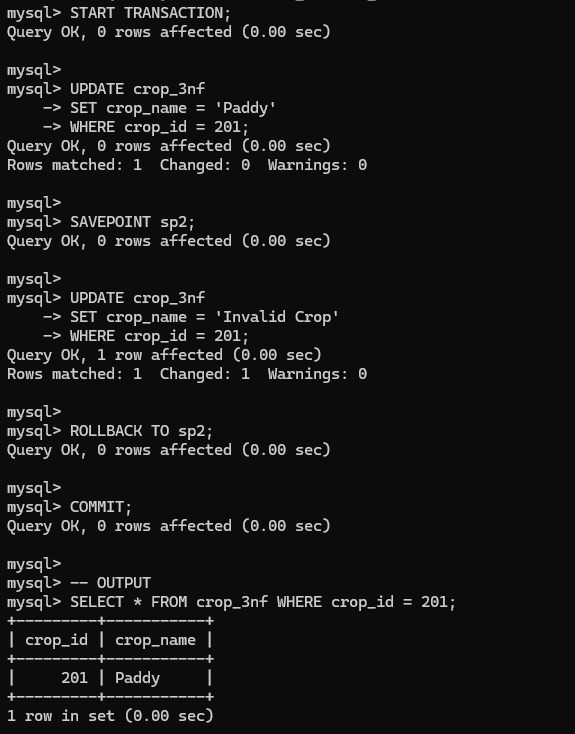 mysql> START TRANSACTION;
Query OK, 0 rows affected (0.00 sec)
mysql>
mysql> UPDATE crop_3nf
    -> SET crop_name = 'Paddy'
    -> WHERE crop_id = 201;
Query OK, 0 rows affected (0.00 sec)
Rows matched: 1  Changed: 0  Warnings: 0
mysql>
mysql> SAVEPOINT sp2;
Query OK, 0 rows affected (0.00 sec)
mysql>
mysql> UPDATE crop_3nf
    -> SET crop_name = 'Invalid Crop'
    -> WHERE crop_id = 201;
Query OK, 1 row affected (0.00 sec)
Rows matched: 1  Changed: 1  Warnings: 0
mysql>
mysql> ROLLBACK TO sp2;
Query OK, 0 rows affected (0.00 sec)
mysql>
mysql> COMMIT;
Query OK, 0 rows affected (0.00 sec)
mysql>
mysql> -- OUTPUT
mysql> SELECT * FROM crop_3nf WHERE crop_id = 201;
+---------+-----------+
| crop_id | crop_name |
+---------+-----------+
|     201 | Paddy     |
+---------+-----------+
1 row in set (0.00 sec)